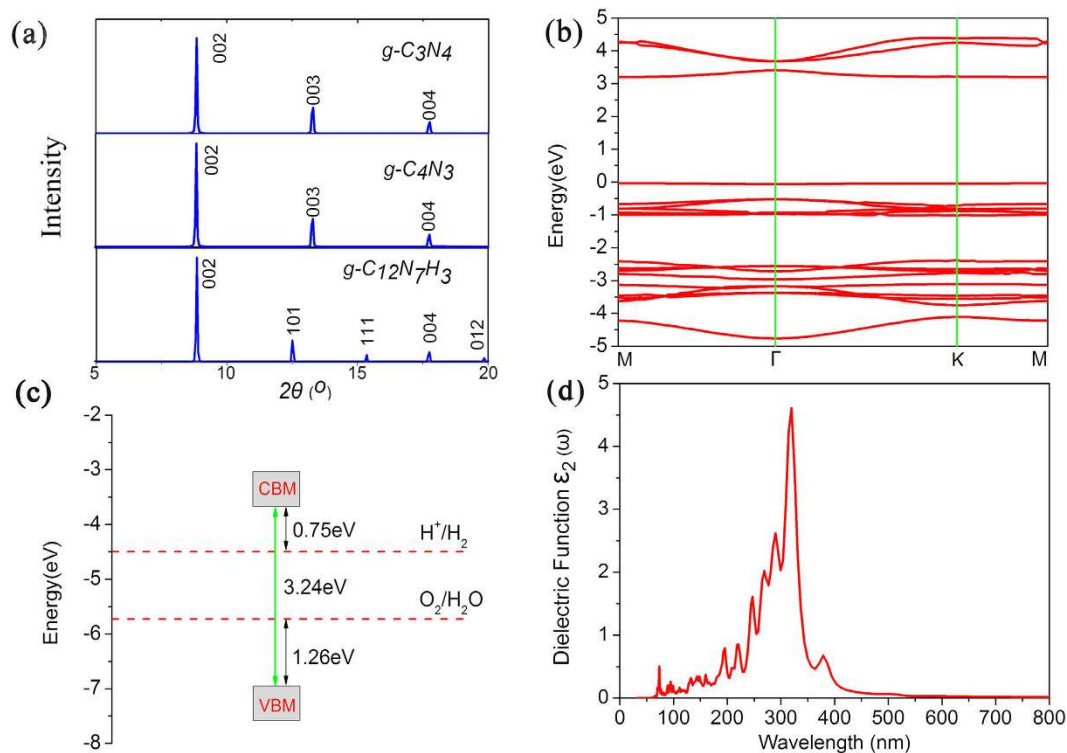 (a)
Intensity
002
003
004
g-C3N4
002
003
004
g-C4N3
002
101
111
004
012
g-C12N7H3
5
10
15
20
2θ (O)
(b)
Energy(eV)
5
4
3
2
1
0
-1
-2
-3
-4
-5
M
Γ
K
M
(c)
Energy(eV)
-2
-3
-4
-5
-6
-7
-8
CBM
0.75eV
H+/H2
3.24eV
O2/H2O
1.26eV
VBM
(d)
Dielectric Function ε2 (ω)
5
4
3
2
1
0
0
100
200
300
400
500
600
700
800
Wavelength (nm)